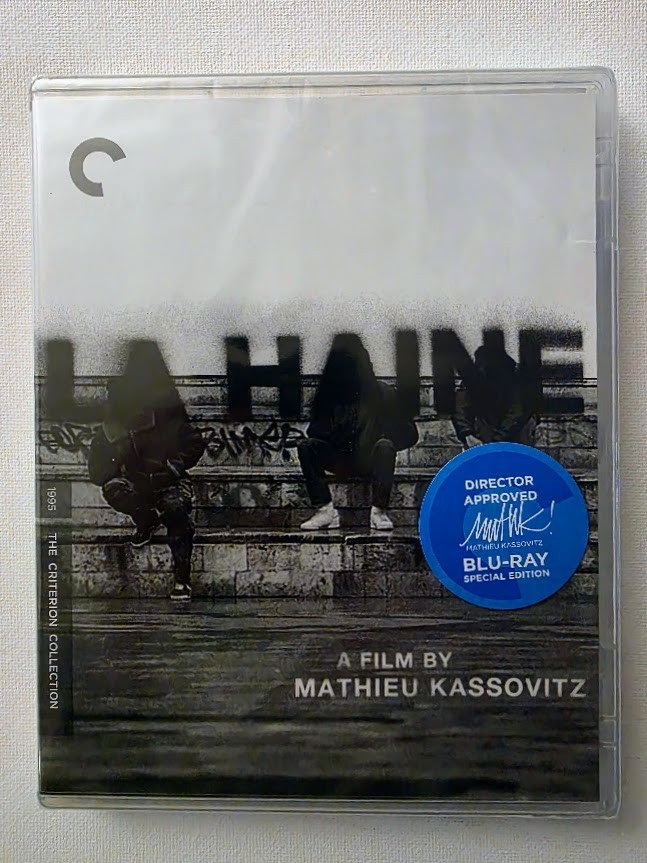 LA HAINE
DIRECTOR
APPROVED
MATHIEU KASSOVITZ
BLU-RAY
SPECIAL EDITION
1995 THE CRITERION COLLECTION
A FILM BY
MATHIEU KASSOVITZ